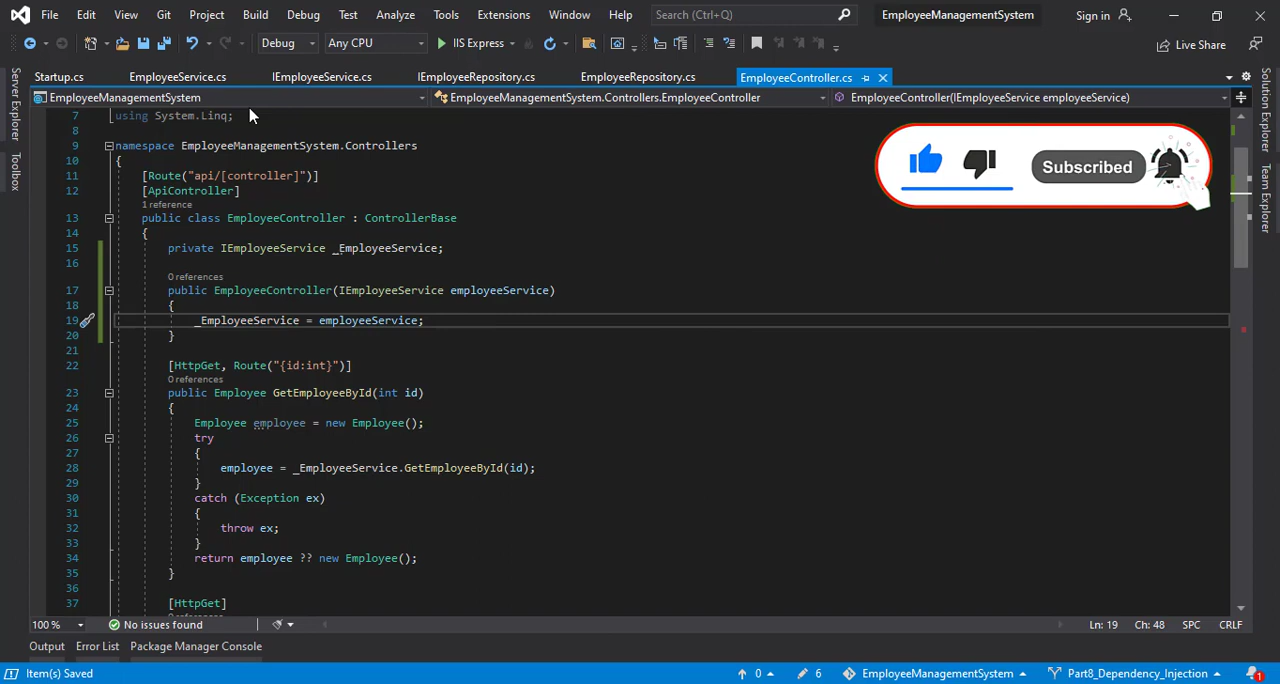 File Edit View Git Project Build Debug Test Analyze Tools Extensions Window Help Search (Ctrl+Q) EmployeeManagementSystem Sign in
Debug Any CPU IIS Express Live Share
Startup.cs EmployeeService.cs IEmployeeService.cs IEmployeeRepository.cs EmployeeRepository.cs EmployeeController.cs
EmployeeManagementSystem EmployeeManagementSystem.Controllers.EmployeeController EmployeeController(IEmployeeService employeeService)
Server Explorer
Toolbox
Solution Explorer
Team Explorer
Subscribed
7 using System.Linq;
8
9 namespace EmployeeManagementSystem.Controllers
10 {
11 [Route("api/[controller]")]
12 [ApiController]
1 reference
13 public class EmployeeController : ControllerBase
14 {
15 private IEmployeeService _EmployeeService;
16
0 references
17 public EmployeeController(IEmployeeService employeeService)
18 {
19 _EmployeeService = employeeService;
20 }
21
22 [HttpGet, Route("{id:int}")]
0 references
23 public Employee GetEmployeeById(int id)
24 {
25 Employee employee = new Employee();
26 try
27 {
28 employee = _EmployeeService.GetEmployeeById(id);
29 }
30 catch (Exception ex)
31 {
32 throw ex;
33 }
34 return employee ?? new Employee();
35 }
36
37 [HttpGet]
100 % No issues found Ln: 19 Ch: 48 SPC CRLF
Output Error List Package Manager Console
Item(s) Saved 0 6 EmployeeManagementSystem Part8_Dependency_Injection 1